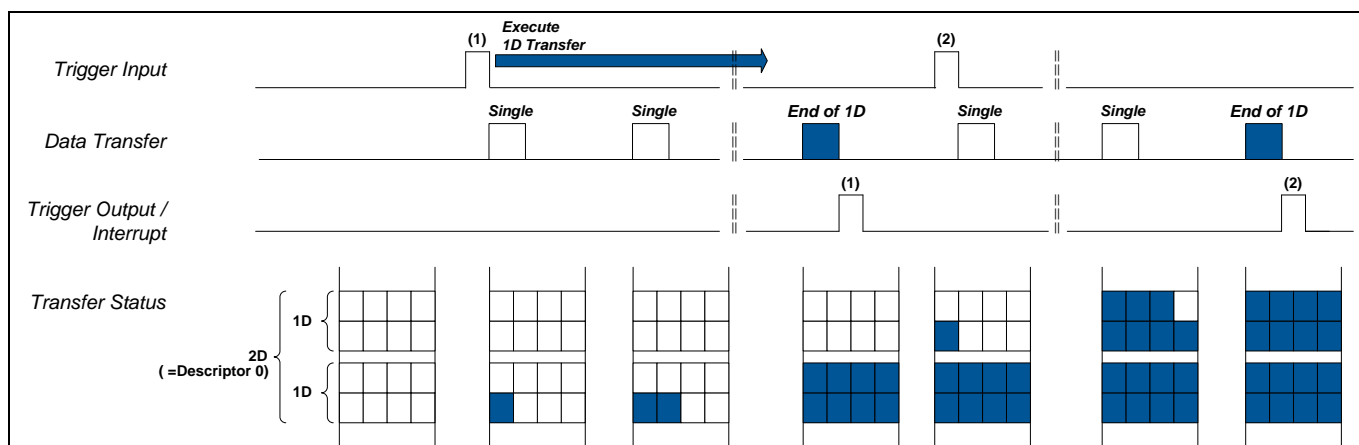 (1)
Execute
1D Transfer
(2)
Trigger Input
Single
Single
End of 1D
Single
Single
End of 1D
Data Transfer
(1)
(2)
Trigger Output /
Interrupt
Transfer Status
1D
2D
( =Descriptor 0)
1D